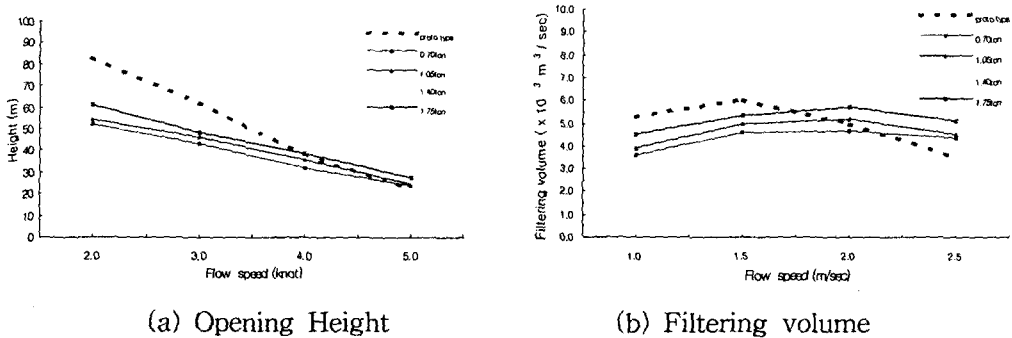 100
90
80
70
60
50
40
30
20
10
0
Height (m)
2.0 3.0 4.0 5.0
Flow speed (knot)
proto type
0.70ton
1.05ton
1.40ton
1.75ton
(a) Opening Height
10.0
9.0
8.0
7.0
6.0
5.0
4.0
3.0
2.0
1.0
0.0
Filtering volume (× 10 3 m³/sec)
1.0 1.5 2.0 2.5
Flow speed (m/sec)
proto type
0.70ton
1.05ton
1.40ton
1.75ton
(b) Filtering volume